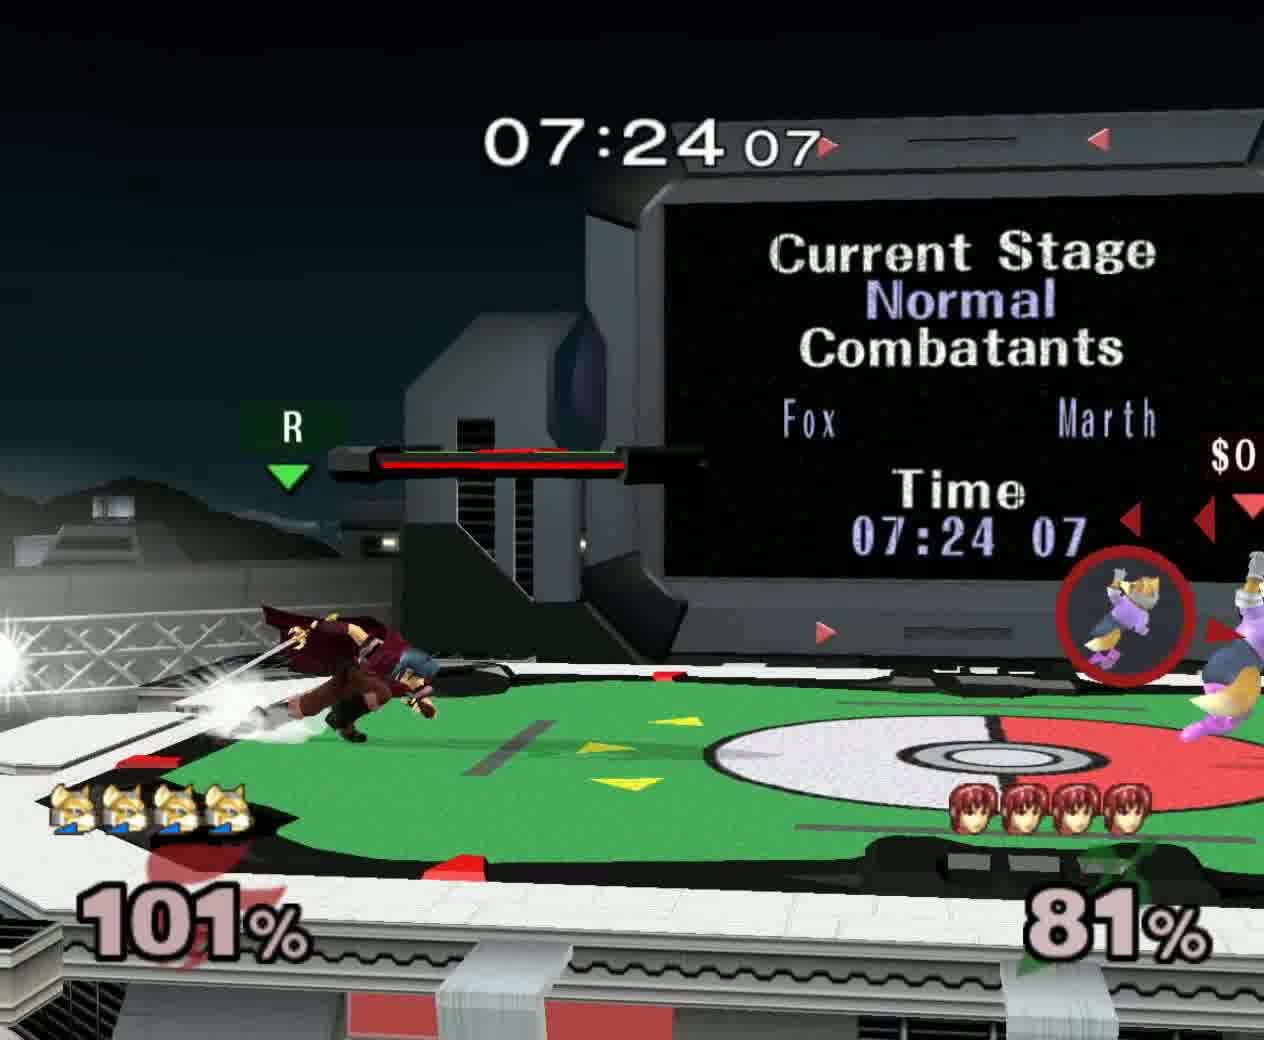 07:24 07
Current Stage
Normal
Combatants
Fox Marth
R
$0
Time
07:24 07
101%
81%